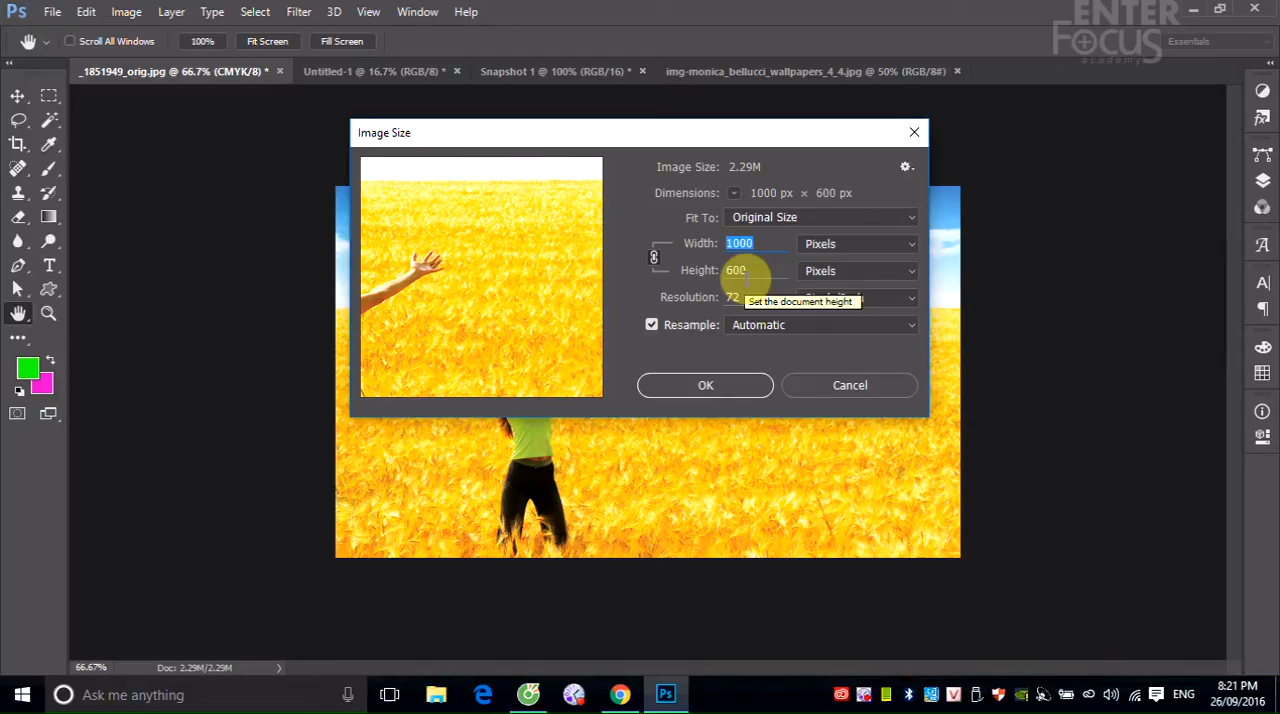 Ps File Edit Image Layer Type Select Filter 3D View Window Help
ENTER
FOCUS
academy
Scroll All Windows 100% Fit Screen Fill Screen Essentials
_1851949_orig.jpg @ 66.7% (CMYK/8) * Untitled-1 @ 16.7% (RGB/8) * Snapshot 1 @ 100% (RGB/16) * img-monica_bellucci_wallpapers_4_4.jpg @ 50% (RGB/8#)
Image Size
Image Size: 2.29M
Dimensions: 1000 px × 600 px
Fit To: Original Size
Width: 1000 Pixels
Height: 600 Pixels
Resolution: 72
Set the document height
Resample: Automatic
OK Cancel
66.67% Doc: 2.29M/2.29M
Ask me anything
ENG
8:21 PM
26/09/2016